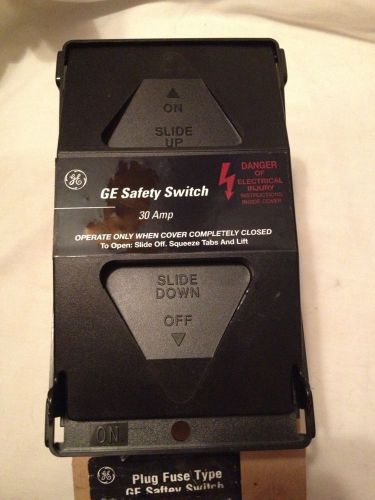 ON
SLIDE
UP
GE Safety Switch
30 Amp
DANGER
OF
ELECTRICAL
INJURY
INSTRUCTIONS
INSIDE COVER
OPERATE ONLY WHEN COVER COMPLETELY CLOSED
To Open: Slide Off. Squeeze Tabs And Lift
SLIDE
DOWN
OFF
ON
Plug Fuse Type
GE Saftey Switch